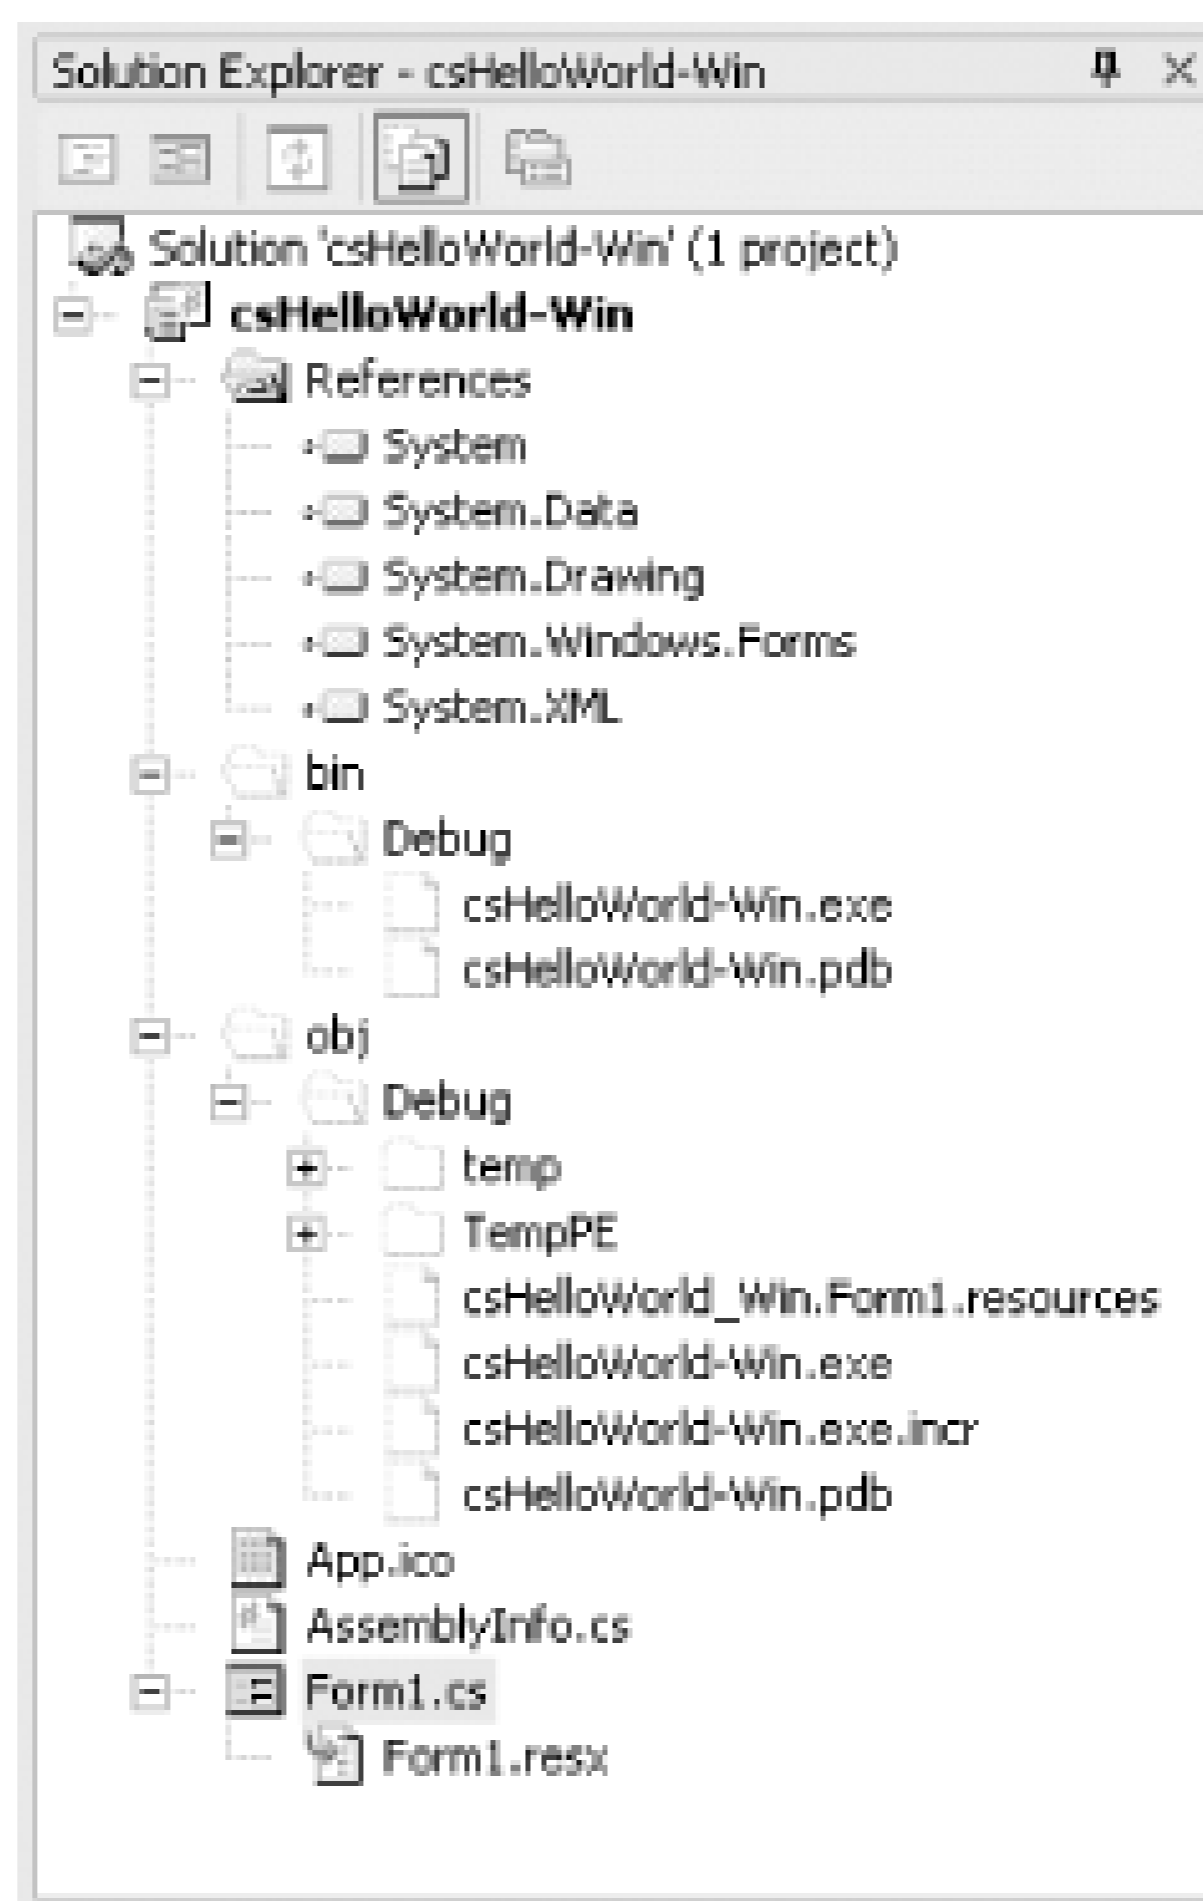 Solution Explorer - csHelloWorld-Win
Solution 'csHelloWorld-Win' (1 project)
csHelloWorld-Win
References
System
System.Data
System.Drawing
System.Windows.Forms
System.XML
bin
Debug
csHelloWorld-Win.exe
csHelloWorld-Win.pdb
obj
Debug
temp
TempPE
csHelloWorld_Win.Form1.resources
csHelloWorld-Win.exe
csHelloWorld-Win.exe.incr
csHelloWorld-Win.pdb
App.ico
AssemblyInfo.cs
Form1.cs
Form1.resx